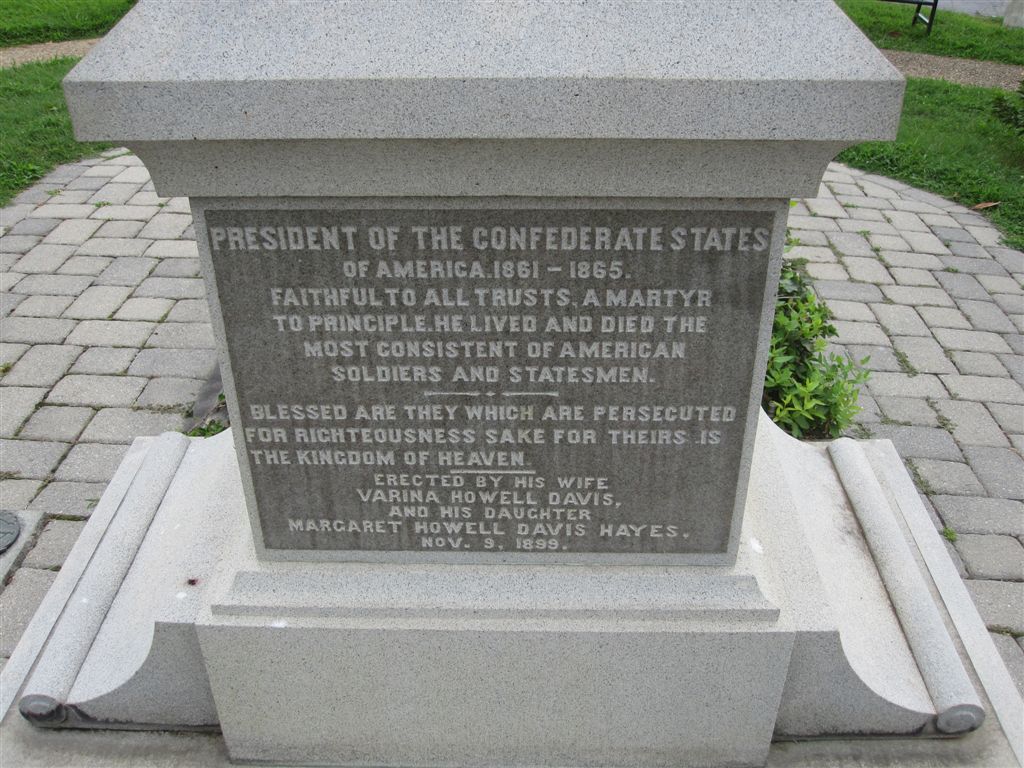 PRESIDENT OF THE CONFEDERATE STATES
OF AMERICA. 1861 – 1865.
FAITHFUL TO ALL TRUSTS, A MARTYR
TO PRINCIPLE. HE LIVED AND DIED THE
MOST CONSISTENT OF AMERICAN
SOLDIERS AND STATESMEN.
BLESSED ARE THEY WHICH ARE PERSECUTED
FOR RIGHTEOUSNESS SAKE FOR THEIRS IS
THE KINGDOM OF HEAVEN.
ERECTED BY HIS WIFE
VARINA HOWELL DAVIS,
AND HIS DAUGHTER
MARGARET HOWELL DAVIS HAYES.
NOV. 9, 1899.